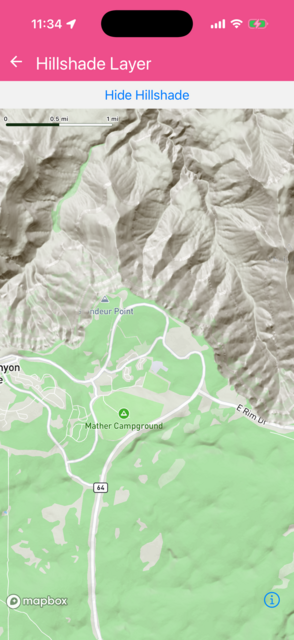 11:34
Hillshade Layer
Hide Hillshade
0 0.5 mi 1 mi
ndeur Point
nyon
e
Mather Campground
E Rim Dr
64
mapbox